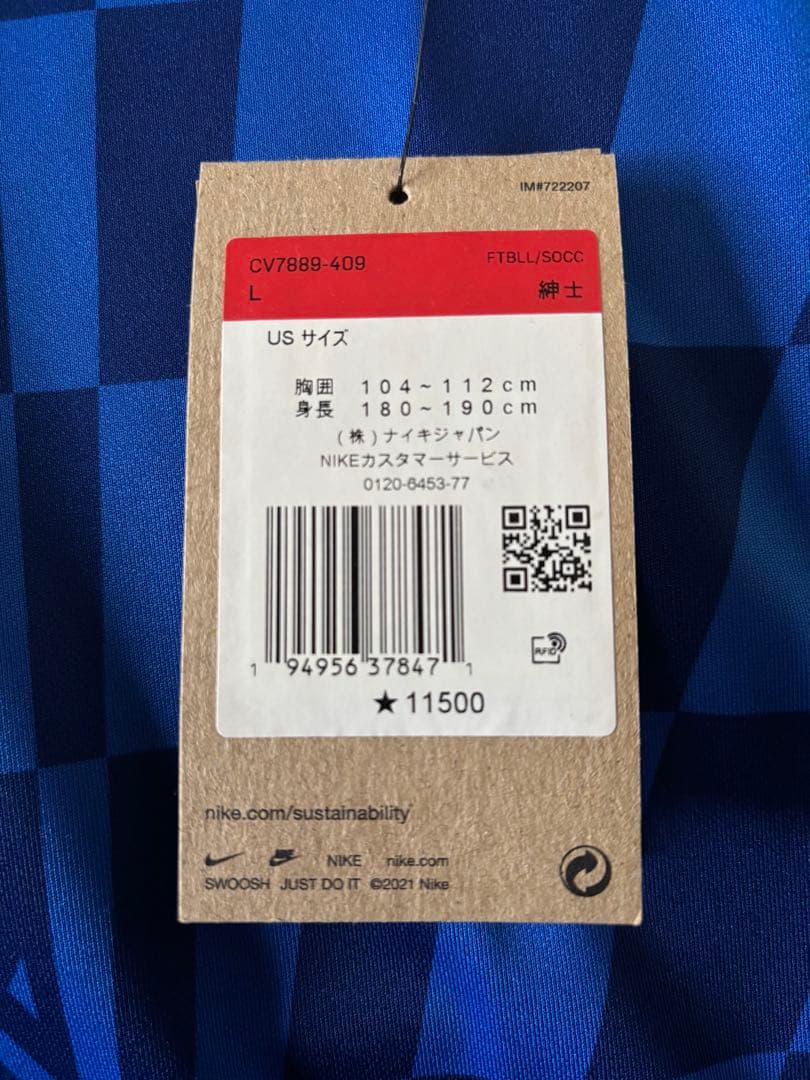 IM#722207
CV7889-409 FTBLL/SOCC
L 紳士
US サイズ
胸囲 104~112cm
身長 180~190cm
(株)ナイキジャパン
NIKEカスタマーサービス
0120-6453-77
RFID
1 94956 37847 1
★11500
nike.com/sustainability
NIKE nike.com
SWOOSH JUST DO IT ©2021 Nike